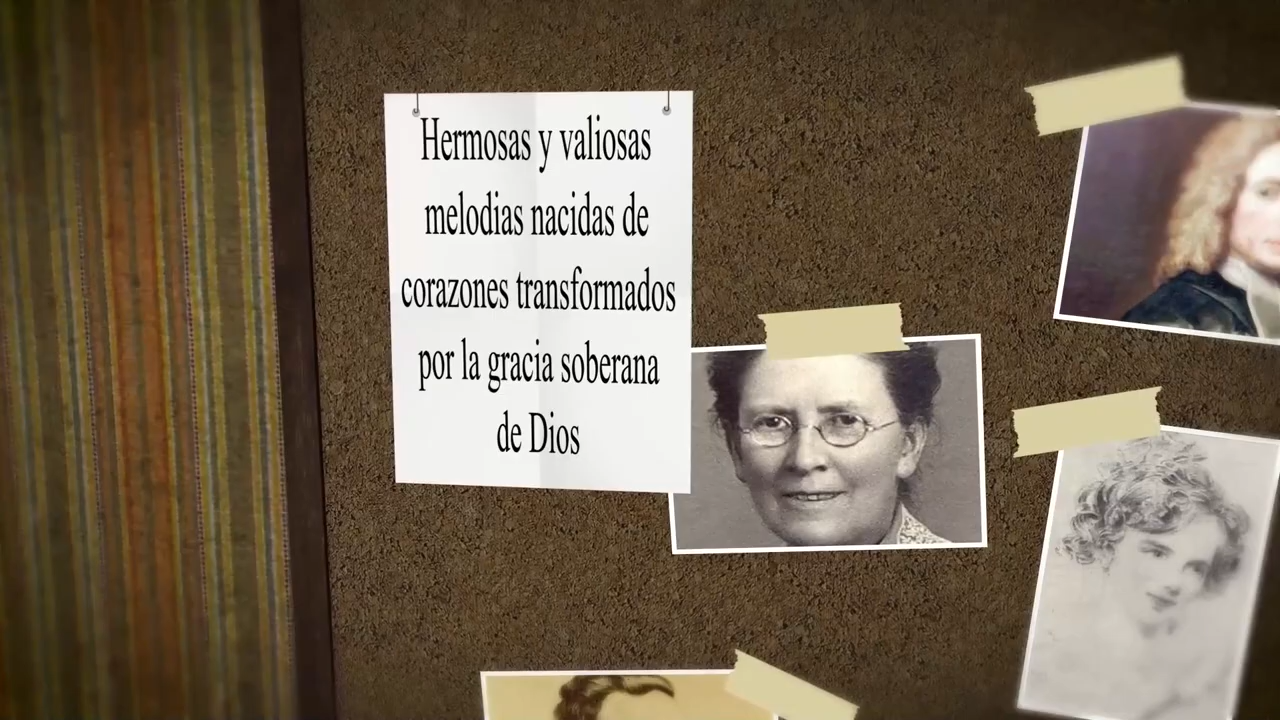 Hermosas y valiosas
melodias nacidas de
corazones transformados
por la gracia soberana
de Dios